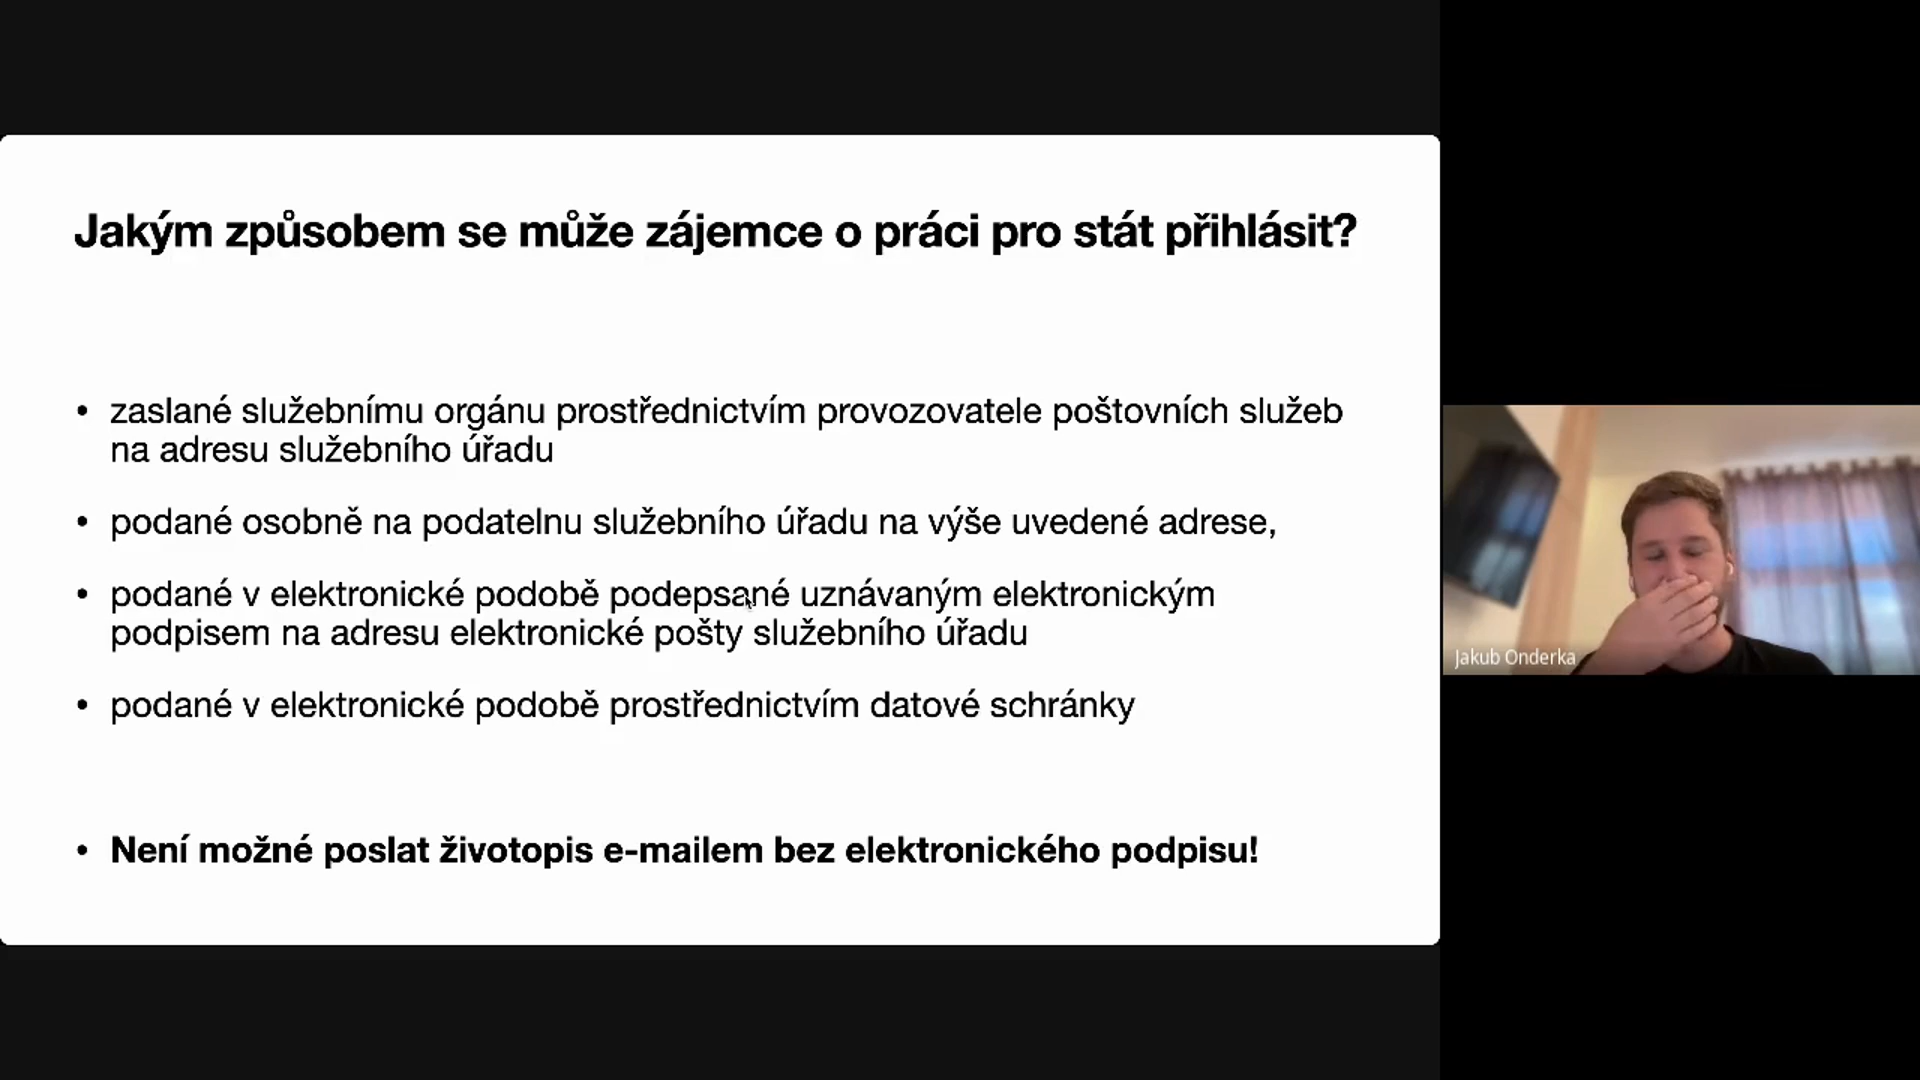 Jakým způsobem se může zájemce o práci pro stát přihlásit?
• zaslané služebnímu orgánu prostřednictvím provozovatele poštovních služeb
na adresu služebního úřadu
• podané osobně na podatelnu služebního úřadu na výše uvedené adrese,
• podané v elektronické podobě podepsané uznávaným elektronickým
podpisem na adresu elektronické pošty služebního úřadu
• podané v elektronické podobě prostřednictvím datové schránky
• Není možné poslat životopis e-mailem bez elektronického podpisu!
Jakub Onderka